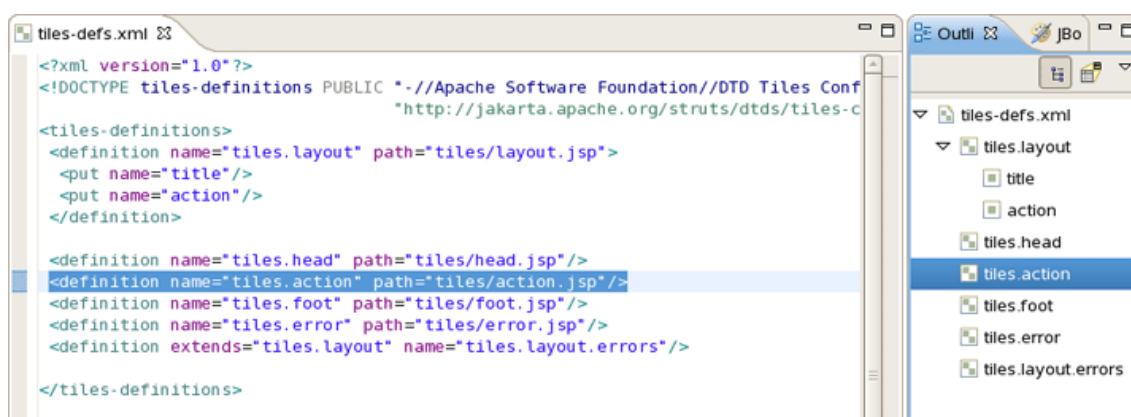 tiles-defs.xml
<?xml version="1.0"?>
<!DOCTYPE tiles-definitions PUBLIC "-//Apache Software Foundation//DTD Tiles Conf
"http://jakarta.apache.org/struts/dtds/tiles-c
<tiles-definitions>
<definition name="tiles.layout" path="tiles/layout.jsp">
<put name="title"/>
<put name="action"/>
</definition>
<definition name="tiles.head" path="tiles/head.jsp"/>
<definition name="tiles.action" path="tiles/action.jsp"/>
<definition name="tiles.foot" path="tiles/foot.jsp"/>
<definition name="tiles.error" path="tiles/error.jsp"/>
<definition extends="tiles.layout" name="tiles.layout.errors"/>
</tiles-definitions>
Outli JBo
tiles-defs.xml
tiles.layout
title
action
tiles.head
tiles.action
tiles.foot
tiles.error
tiles.layout.errors